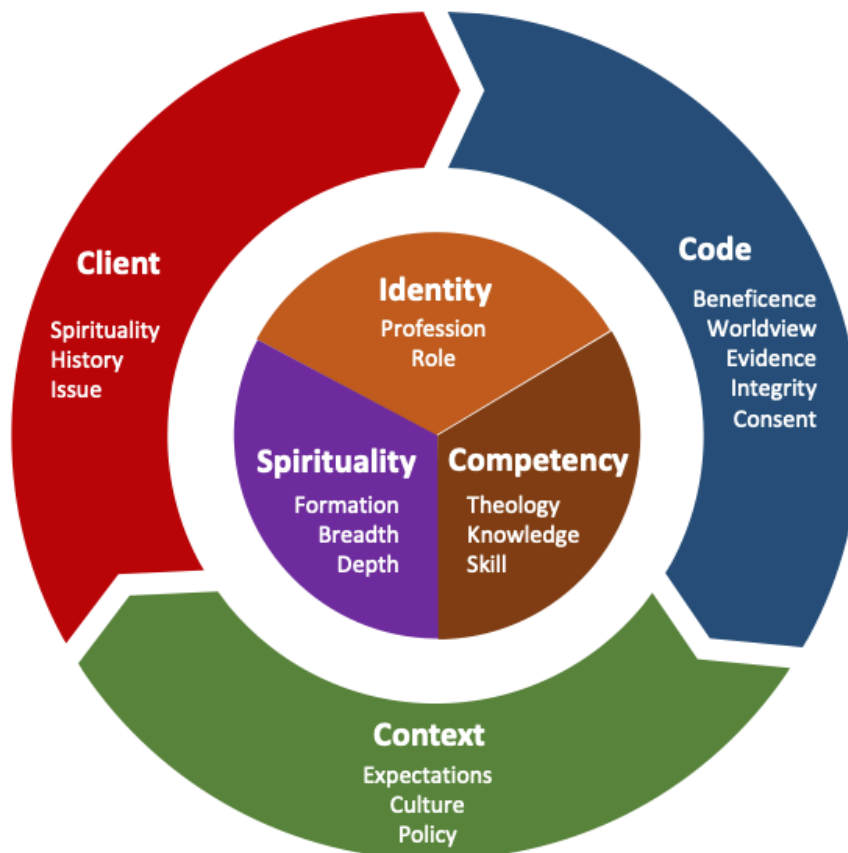 Client
Spirituality
History
Issue
Code
Beneficence
Worldview
Evidence
Integrity
Consent
Identity
Profession
Role
Spirituality
Formation
Breadth
Depth
Competency
Theology
Knowledge
Skill
Context
Expectations
Culture
Policy